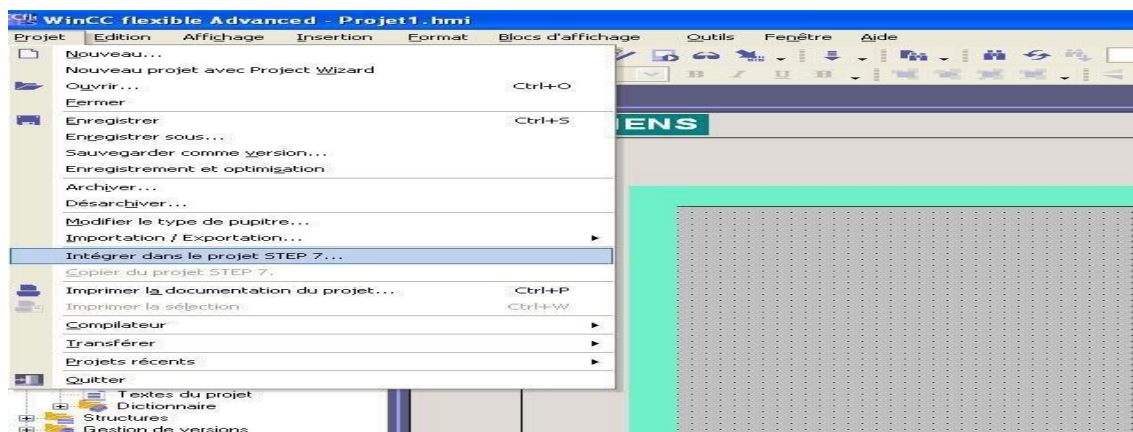 WinCC flexible Advanced - Projet1.hmi
Projet Edition Affichage Insertion Format Blocs d'affichage Outils Fenêtre Aide
Nouveau...
Nouveau projet avec Project Wizard
Ouvrir... Ctrl+O
Fermer
Enregistrer Ctrl+S
ENS
Enregistrer sous...
Sauvegarder comme version...
Enregistrement et optimisation
Archiver...
Désarchiver...
Modifier le type de pupitre...
Importation / Exportation...
Intégrer dans le projet STEP 7...
Copier du projet STEP 7.
Imprimer la documentation du projet... Ctrl+P
Imprimer la sélection Ctrl+W
Compilateur
Transférer
Projets récents
Quitter
Textes du projet
Dictionnaire
Structures
Gestion de versions